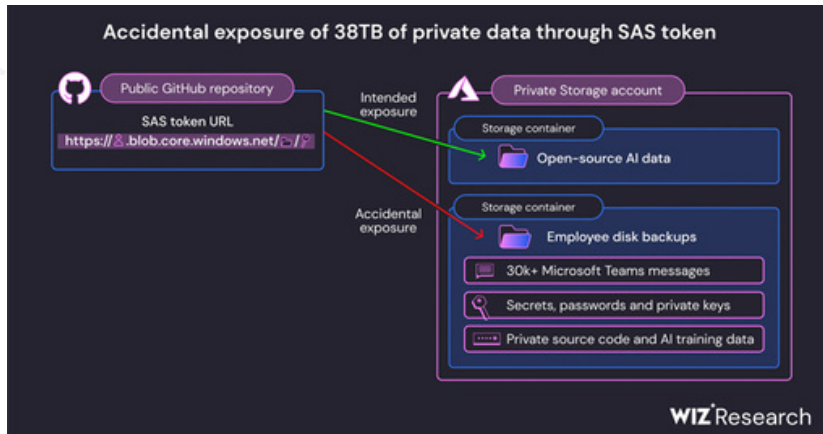 Accidental exposure of 38TB of private data through SAS token
Public GitHub repository
SAS token URL
https://.blob.core.windows.net/ /
Intended
exposure
Accidental
exposure
Private Storage account
Storage container
Open-source AI data
Storage container
Employee disk backups
30k+ Microsoft Teams messages
Secrets, passwords and private keys
Private source code and AI training data
WIZ Research